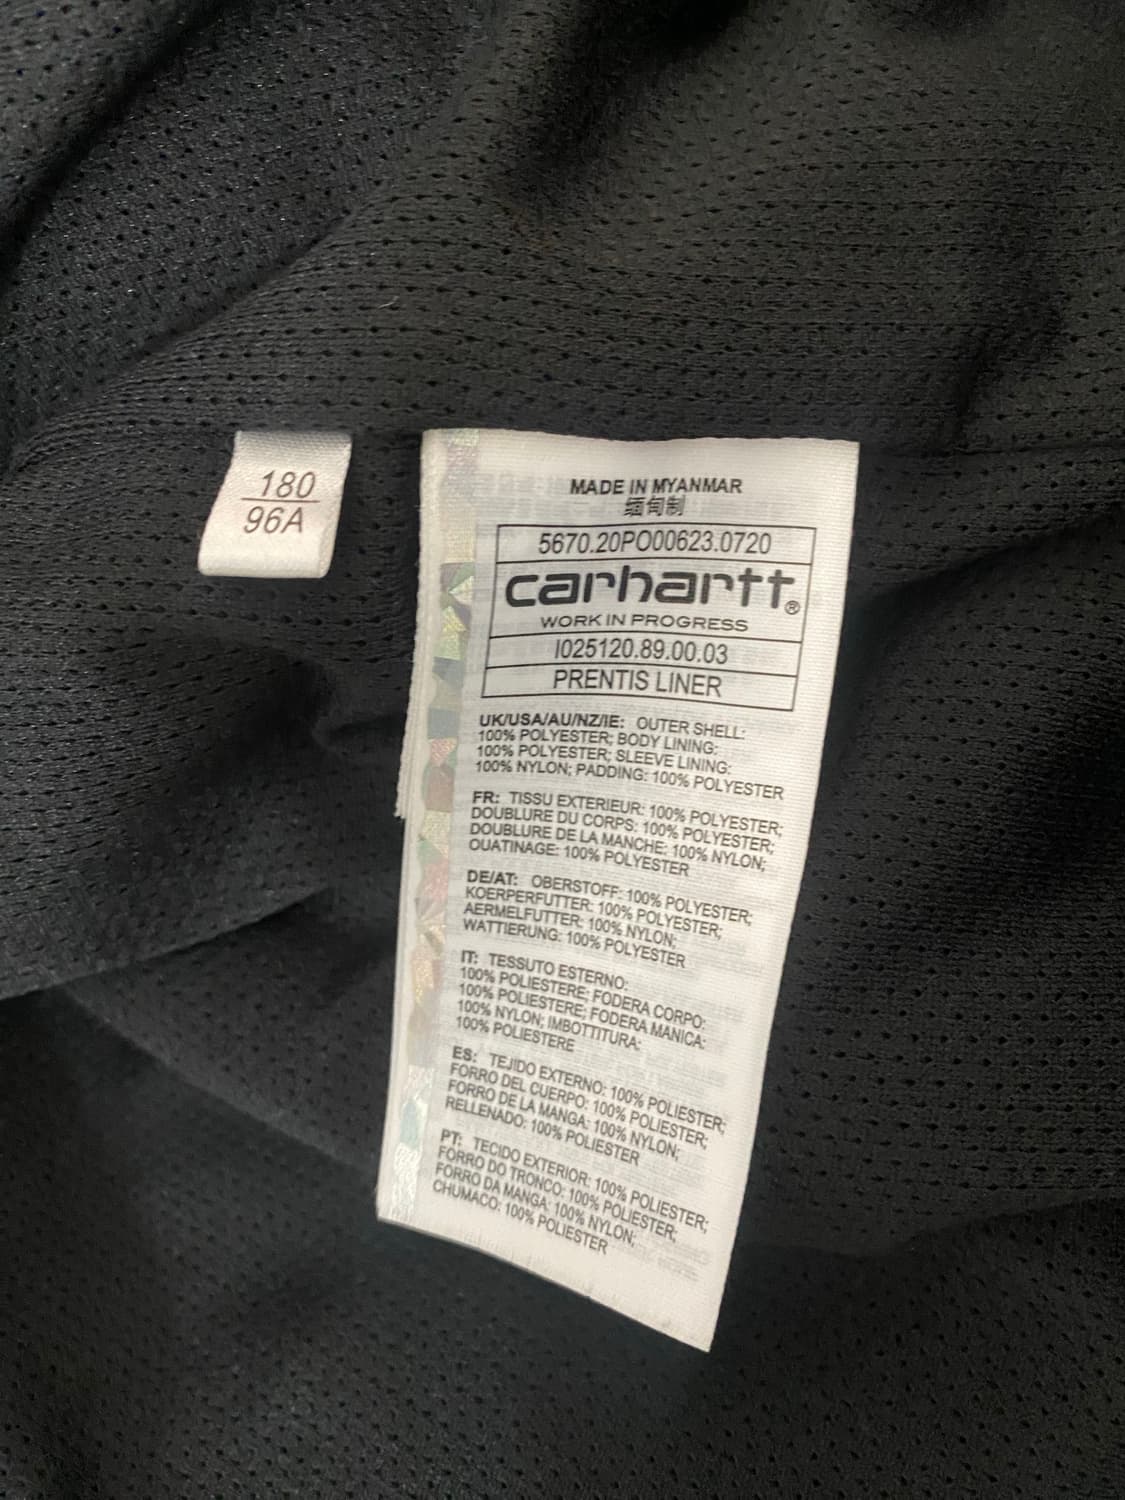 180
96A
MADE IN MYANMAR
缅甸制
5670.20PO00623.0720
carhartt®
WORK IN PROGRESS
I025120.89.00.03
PRENTIS LINER
UK/USA/AU/NZ/IE: OUTER SHELL:
100% POLYESTER; BODY LINING:
100% POLYESTER; SLEEVE LINING:
100% NYLON; PADDING: 100% POLYESTER
FR: TISSU EXTERIEUR: 100% POLYESTER;
DOUBLURE DU CORPS: 100% POLYESTER;
DOUBLURE DE LA MANCHE: 100% NYLON;
OUATINAGE: 100% POLYESTER
DE/AT: OBERSTOFF: 100% POLYESTER;
KOERPERFUTTER: 100% POLYESTER;
AERMELFUTTER: 100% NYLON;
WATTIERUNG: 100% POLYESTER
IT: TESSUTO ESTERNO:
100% POLIESTERE; FODERA CORPO:
100% POLIESTERE; FODERA MANICA:
100% NYLON; IMBOTTITURA:
100% POLIESTERE
ES: TEJIDO EXTERNO: 100% POLIESTER;
FORRO DEL CUERPO: 100% POLIESTER;
FORRO DE LA MANGA: 100% NYLON;
RELLENADO: 100% POLIESTER
PT: TECIDO EXTERIOR: 100% POLIESTER;
FORRO DO TRONCO: 100% POLIESTER;
FORRO DA MANGA: 100% NYLON;
CHUMACO: 100% POLIESTER